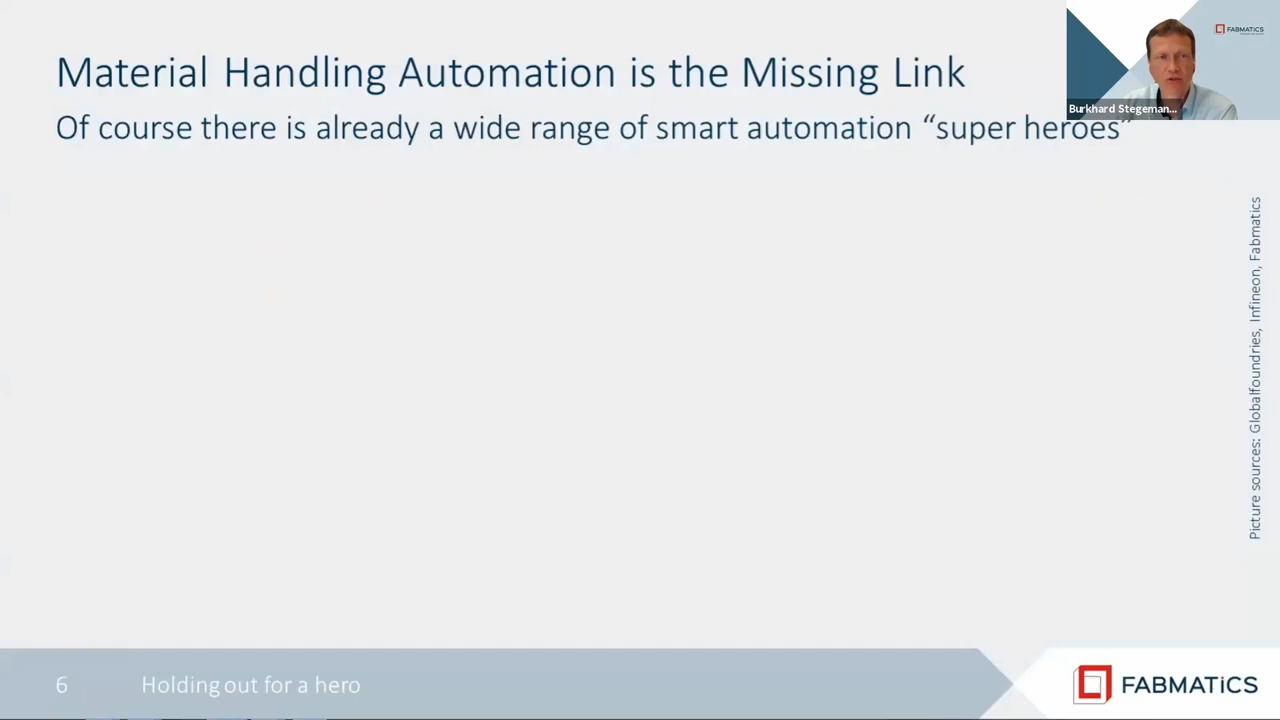 Material Handling Automation is the Missing Link
Of course there is already a wide range of smart automation “super heroes”
FABMATICS
Burkhard Stegeman...
Picture sources: Globalfoundries, Infineon, Fabmatics
6
Holding out for a hero
FABMATiCS